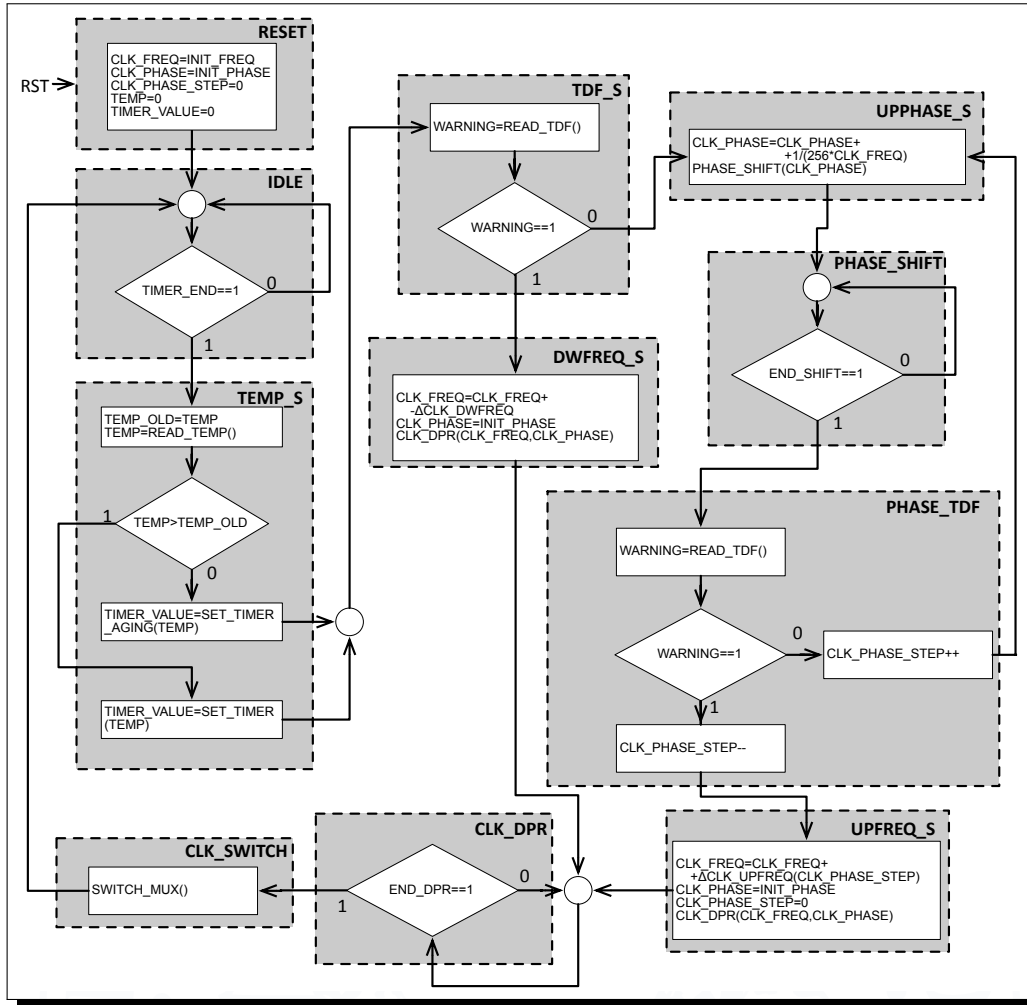 RESET
CLK_FREQ=INIT_FREQ
CLK_PHASE=INIT_PHASE
CLK_PHASE_STEP=0
TEMP=0
TIMER_VALUE=0
RST
IDLE
TIMER_END==1
0
1
TEMP_S
TEMP_OLD=TEMP
TEMP=READ_TEMP()
TEMP>TEMP_OLD
1
0
TIMER_VALUE=SET_TIMER
_AGING(TEMP)
TIMER_VALUE=SET_TIMER
(TEMP)
TDF_S
WARNING=READ_TDF()
WARNING==1
0
1
DWFREQ_S
CLK_FREQ=CLK_FREQ+
-ΔCLK_DWFREQ
CLK_PHASE=INIT_PHASE
CLK_DPR(CLK_FREQ,CLK_PHASE)
UPPHASE_S
CLK_PHASE=CLK_PHASE+
+1/(256*CLK_FREQ)
PHASE_SHIFT(CLK_PHASE)
PHASE_SHIFT
END_SHIFT==1
0
1
PHASE_TDF
WARNING=READ_TDF()
WARNING==1
0
1
CLK_PHASE_STEP++
CLK_PHASE_STEP--
UPFREQ_S
CLK_FREQ=CLK_FREQ+
+ΔCLK_UPFREQ(CLK_PHASE_STEP)
CLK_PHASE=INIT_PHASE
CLK_PHASE_STEP=0
CLK_DPR(CLK_FREQ,CLK_PHASE)
CLK_DPR
END_DPR==1
0
1
CLK_SWITCH
SWITCH_MUX()